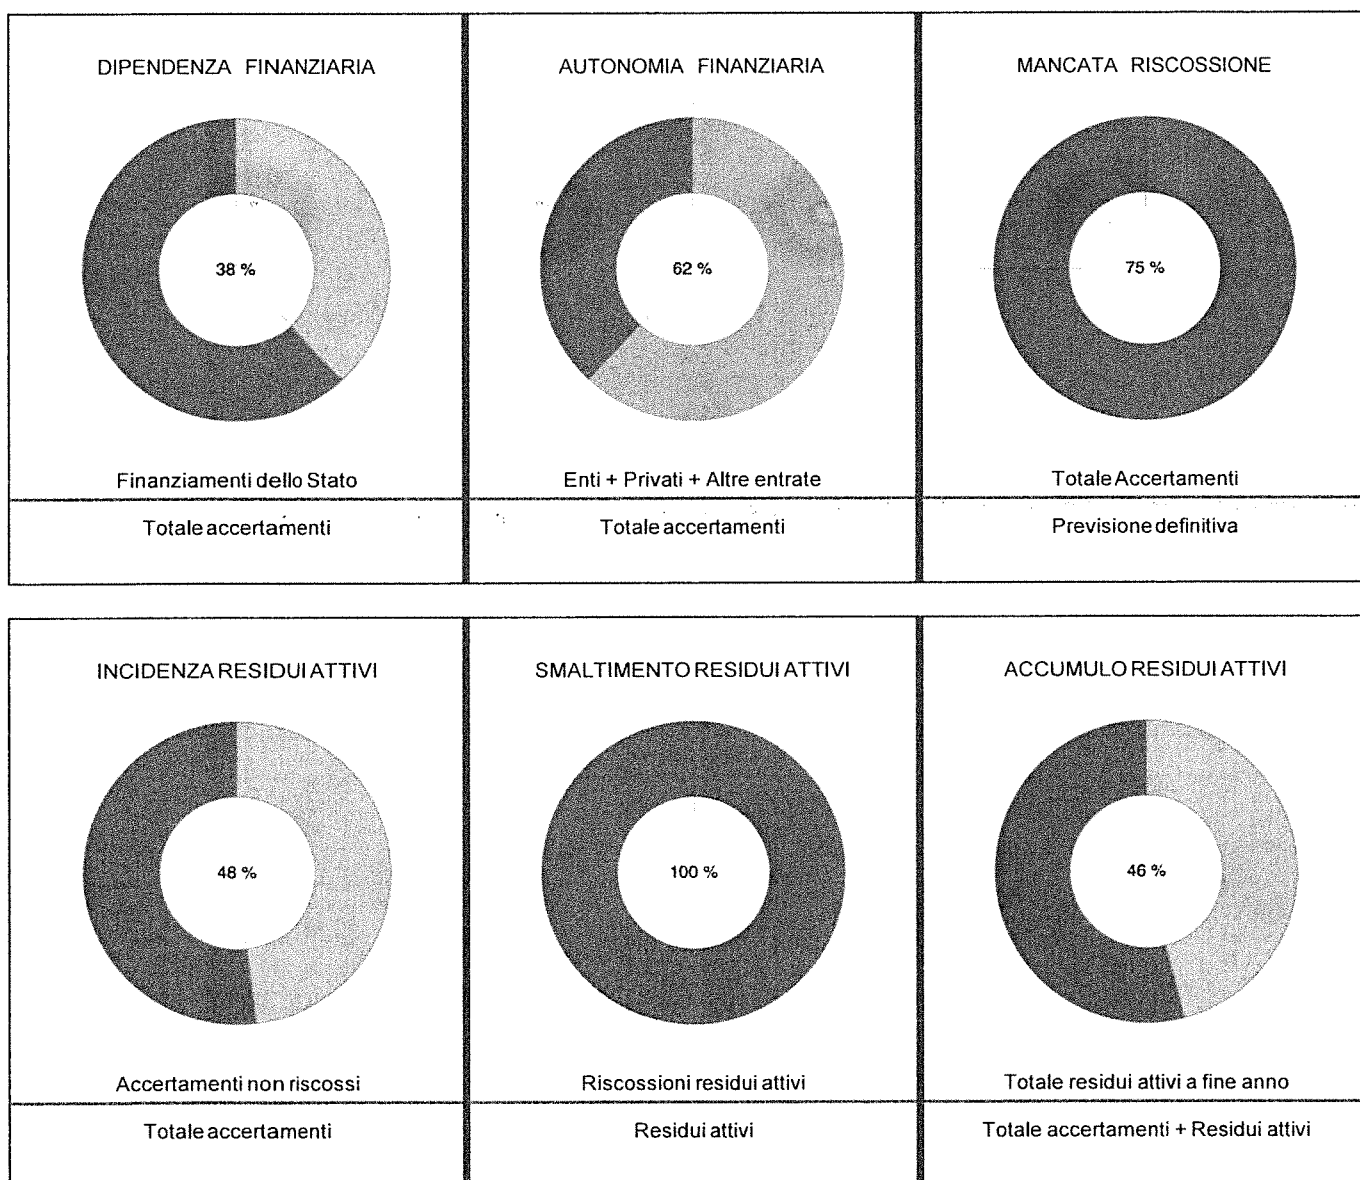 DIPENDENZA FINANZIARIA
38 %
Finanziamenti dello Stato
Totale accertamenti
AUTONOMIA FINANZIARIA
62 %
Enti + Privati + Altre entrate
Totale accertamenti
MANCATA RISCOSSIONE
75 %
Totale Accertamenti
Previsione definitiva
INCIDENZA RESIDUI ATTIVI
48 %
Accertamenti non riscossi
Totale accertamenti
SMALTIMENTO RESIDUI ATTIVI
100 %
Riscossioni residui attivi
Residui attivi
ACCUMULO RESIDUI ATTIVI
46 %
Totale residui attivi a fine anno
Totale accertamenti + Residui attivi